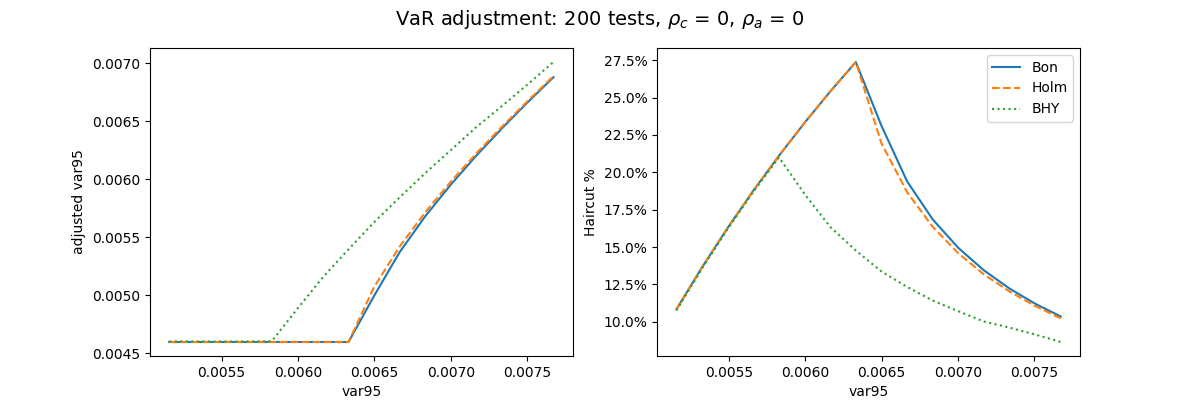 VaR adjustment: 200 tests, ρc = 0, ρa = 0
0.0070
0.0065
0.0060
0.0055
0.0050
0.0045
adjusted var95
0.0055 0.0060 0.0065 0.0070 0.0075
var95
27.5%
25.0%
22.5%
20.0%
17.5%
15.0%
12.5%
10.0%
Haircut %
Bon
Holm
BHY
0.0055 0.0060 0.0065 0.0070 0.0075
var95